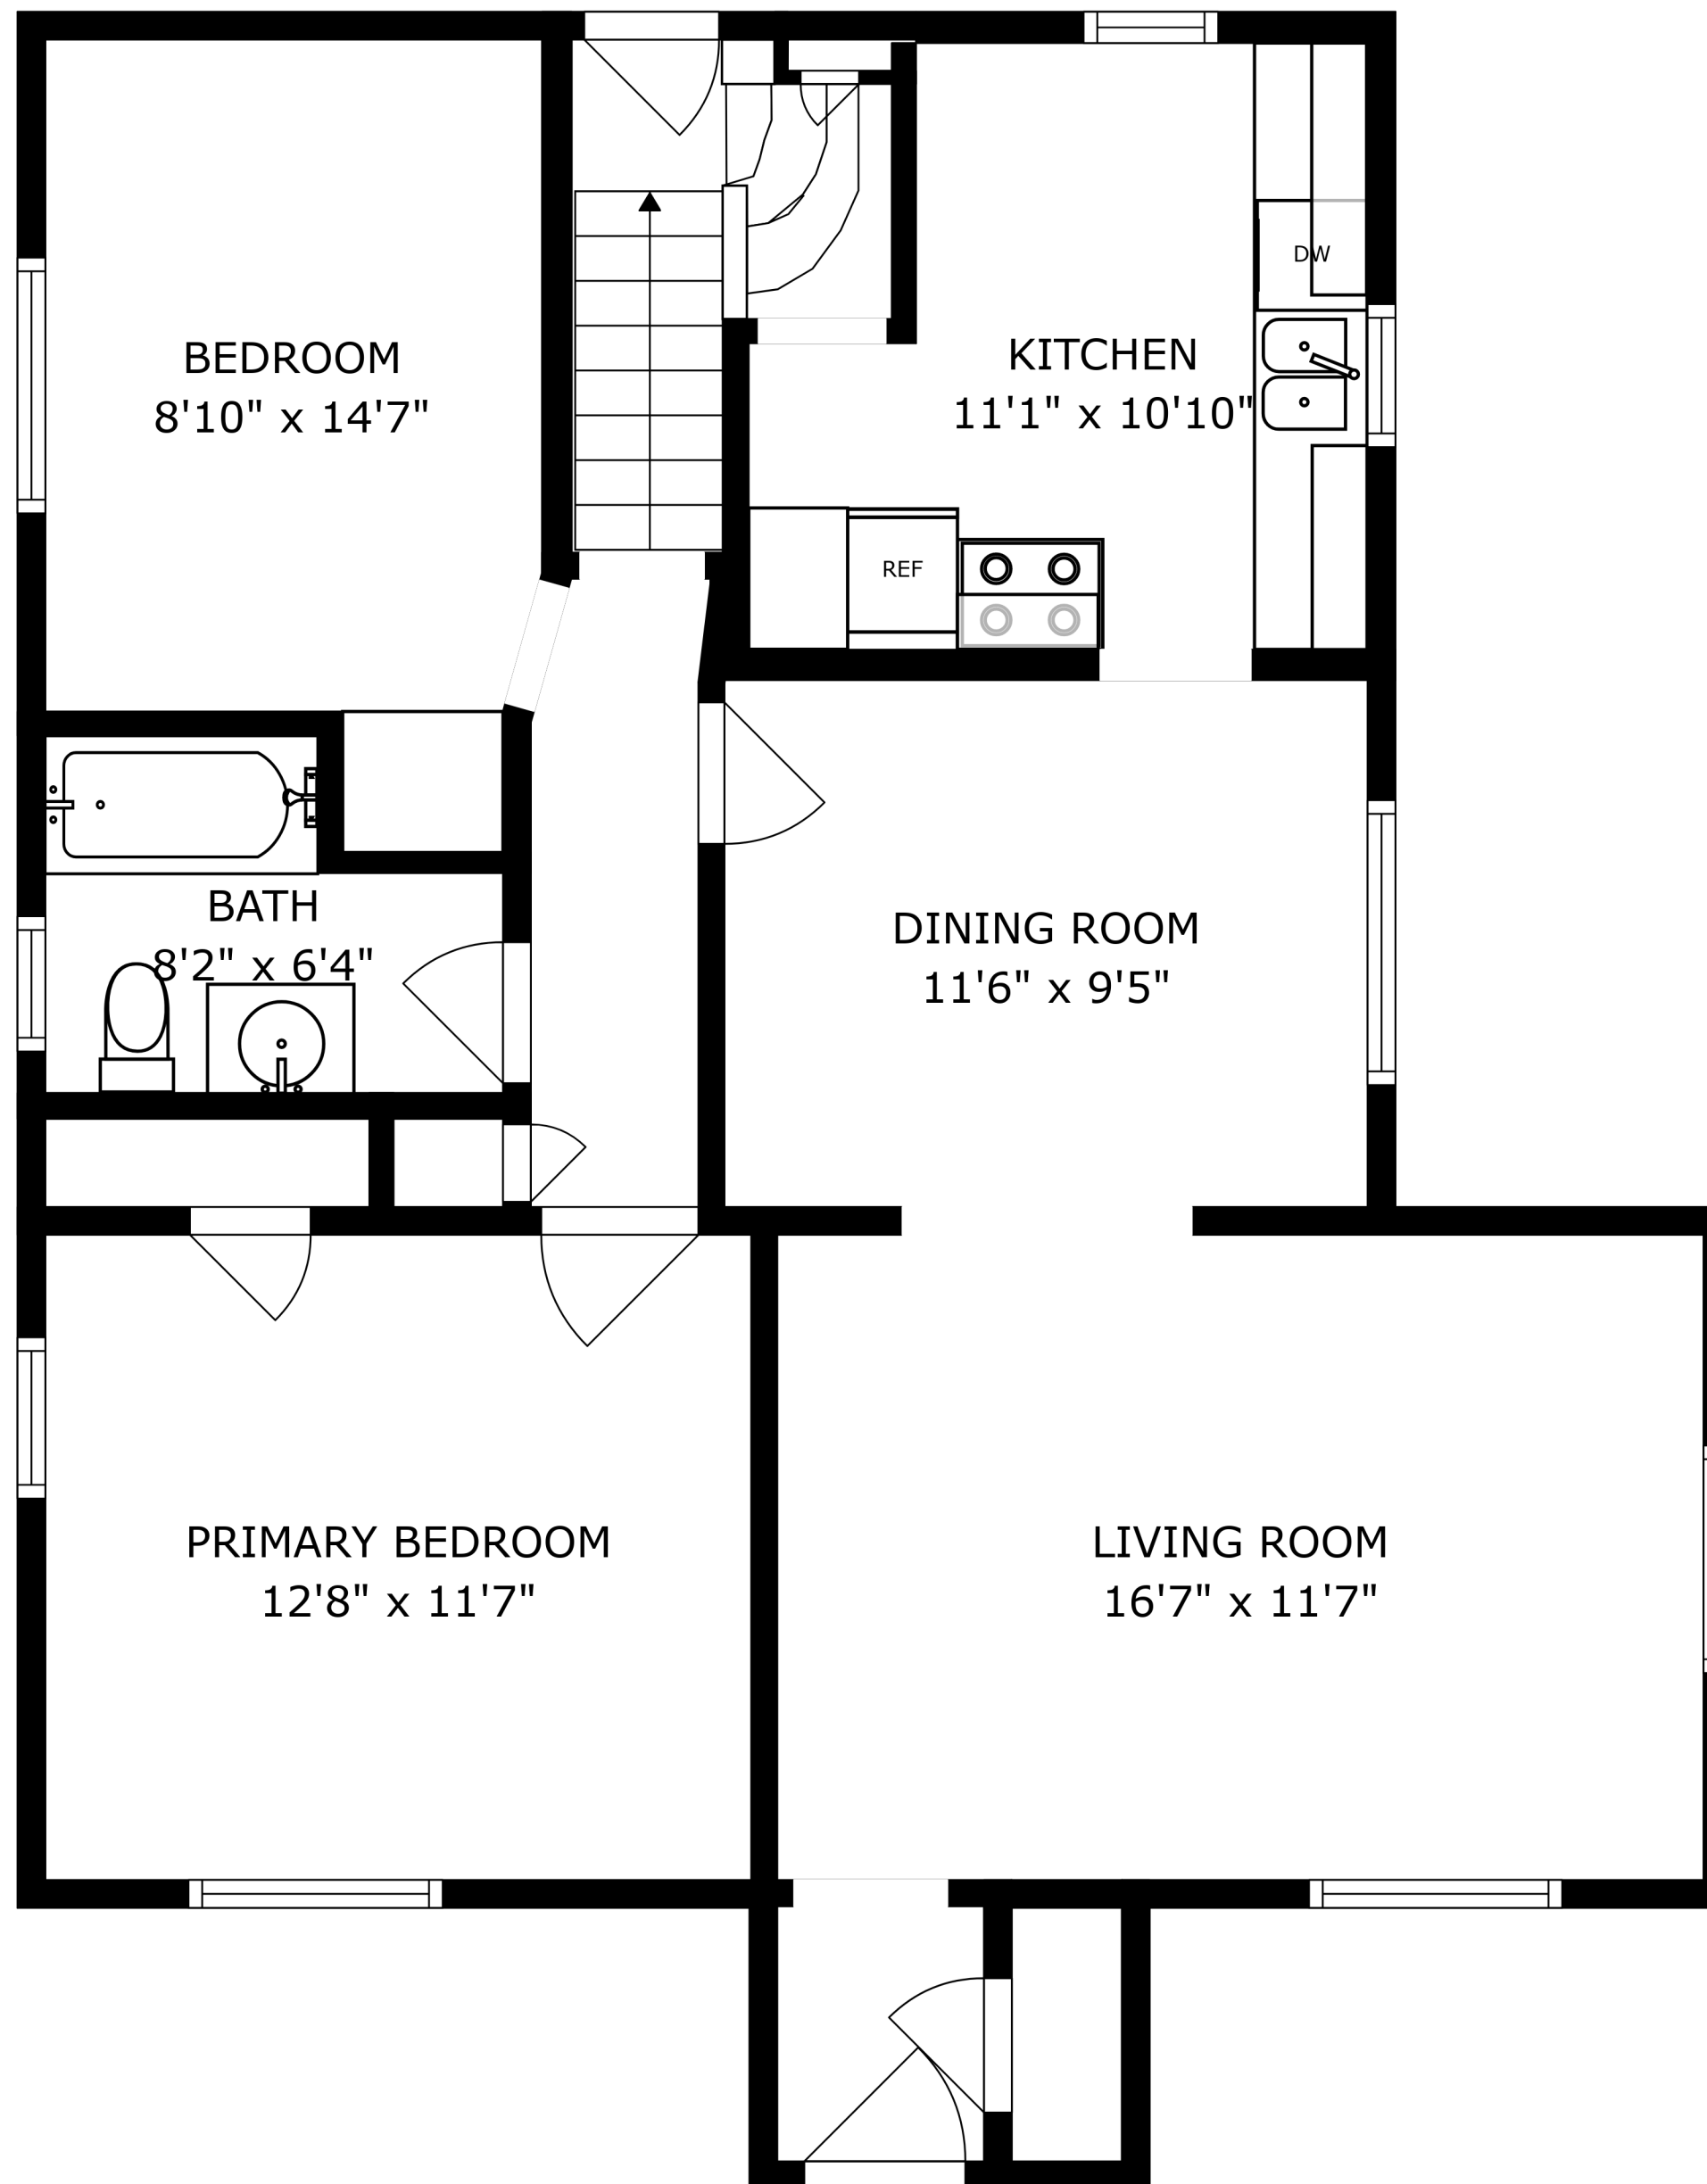 BEDROOM
8'10" x 14'7"
KITCHEN
11'1" x 10'10"
DW
REF
BATH
8'2" x 6'4"
DINING ROOM
11'6" x 9'5"
PRIMARY BEDROOM
12'8" x 11'7"
LIVING ROOM
16'7" x 11'7"